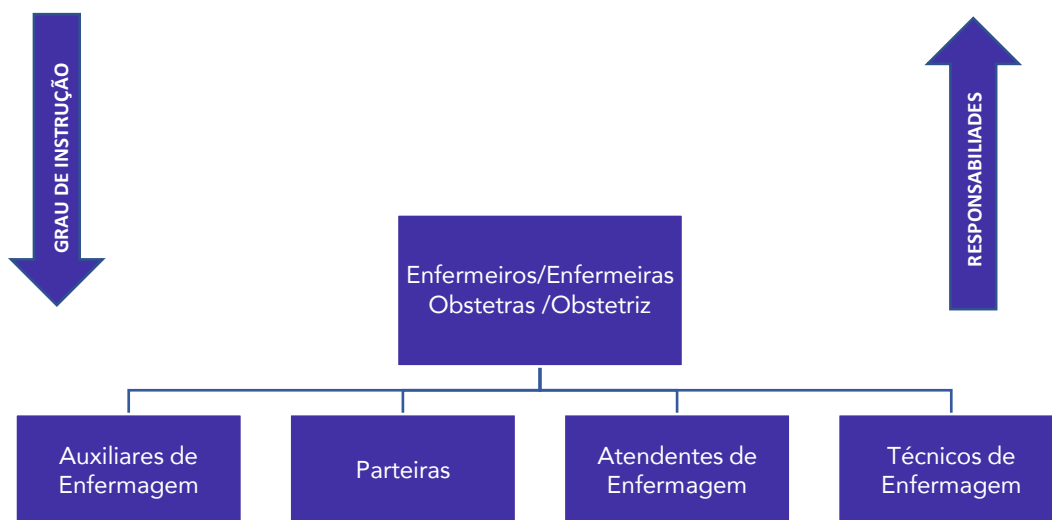 GRAU DE INSTRUÇÃO
RESPONSABILIADES
Enfermeiros/Enfermeiras
Obstetras /Obstetriz
Auxiliares de
Enfermagem
Parteiras
Atendentes de
Enfermagem
Técnicos de
Enfermagem